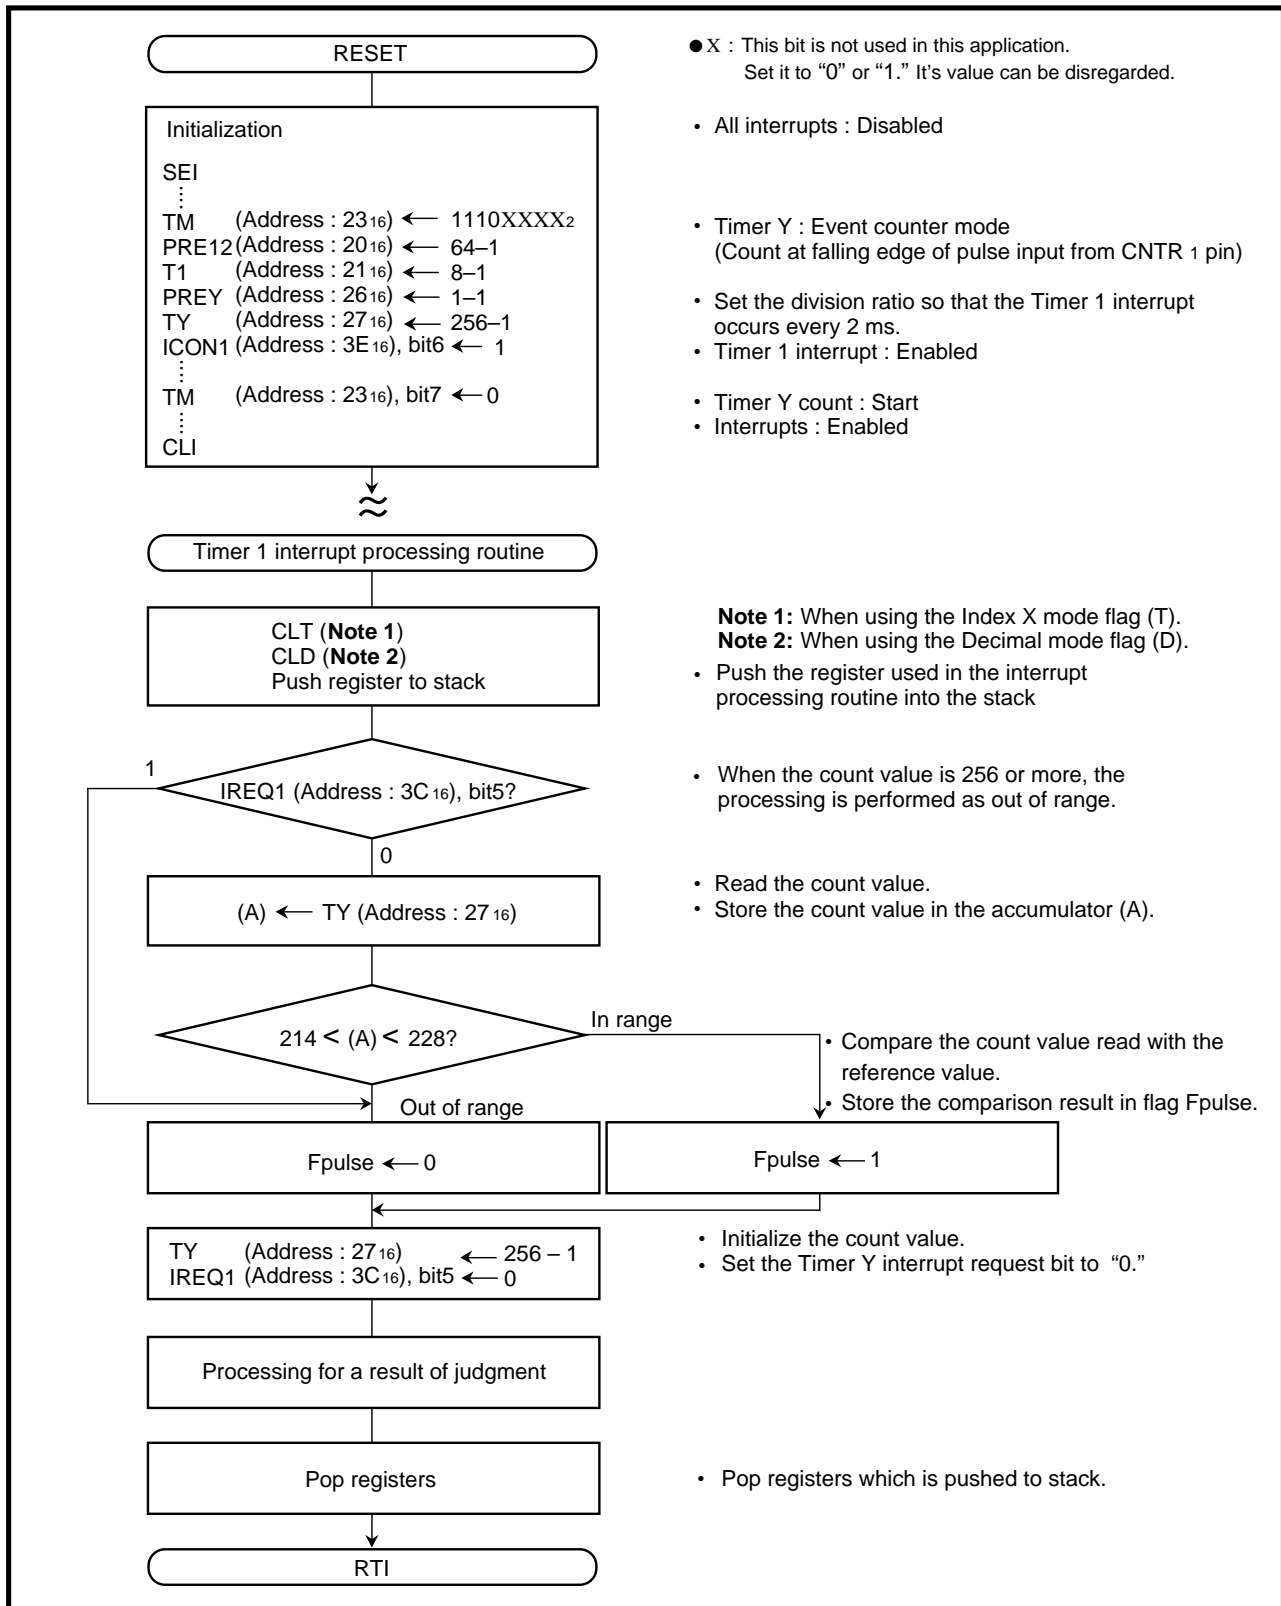 RESET
●X : This bit is not used in this application.
Set it to “0” or “1.” It’s value can be disregarded.
Initialization
• All interrupts : Disabled
SEI
TM (Address : 2316) ← 1110XXXX2
• Timer Y : Event counter mode
PRE12 (Address : 2016) ← 64–1
(Count at falling edge of pulse input from CNTR 1 pin)
T1 (Address : 2116) ← 8–1
PREY (Address : 2616) ← 1–1
• Set the division ratio so that the Timer 1 interrupt
TY (Address : 2716) ← 256–1
occurs every 2 ms.
ICON1 (Address : 3E16), bit6 ← 1
• Timer 1 interrupt : Enabled
TM (Address : 2316), bit7 ← 0
• Timer Y count : Start
• Interrupts : Enabled
CLI
≈
Timer 1 interrupt processing routine
CLT (Note 1)
CLD (Note 2)
Push register to stack
Note 1: When using the Index X mode flag (T).
Note 2: When using the Decimal mode flag (D).
• Push the register used in the interrupt
processing routine into the stack
1
IREQ1 (Address : 3C16), bit5?
• When the count value is 256 or more, the
processing is performed as out of range.
0
(A) ← TY (Address : 2716)
• Read the count value.
• Store the count value in the accumulator (A).
214 < (A) < 228?
In range
• Compare the count value read with the
reference value.
• Store the comparison result in flag Fpulse.
Out of range
Fpulse ← 0
Fpulse ← 1
TY (Address : 2716) ← 256 – 1
IREQ1 (Address : 3C16), bit5 ← 0
• Initialize the count value.
• Set the Timer Y interrupt request bit to “0.”
Processing for a result of judgment
Pop registers
• Pop registers which is pushed to stack.
RTI